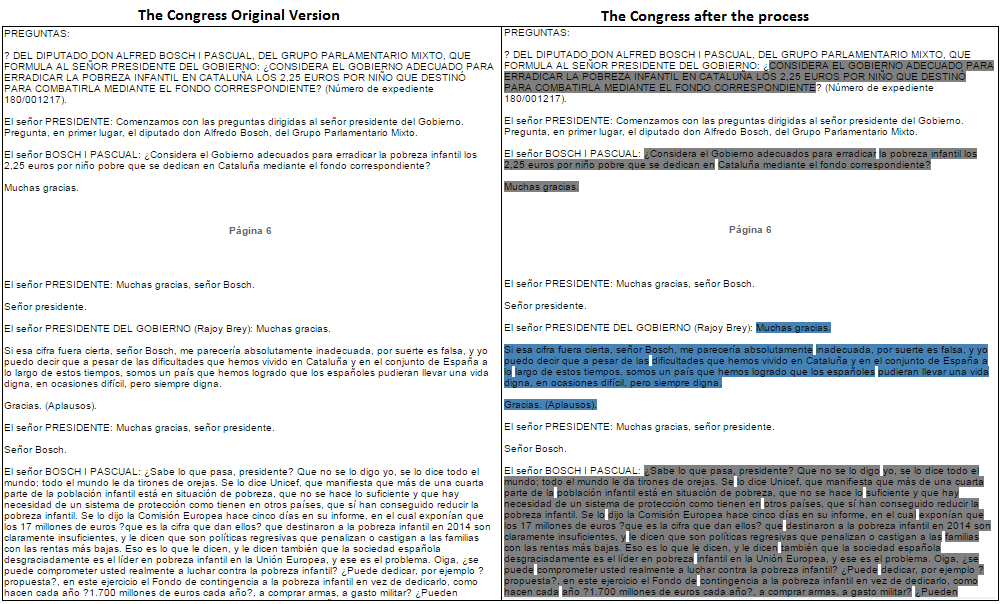 The Congress Original Version
PREGUNTAS:
? DEL DIPUTADO DON ALFRED BOSCH I PASCUAL, DEL GRUPO PARLAMENTARIO MIXTO, QUE
FORMULA AL SEÑOR PRESIDENTE DEL GOBIERNO: ¿CONSIDERA EL GOBIERNO ADECUADO PARA
ERRADICAR LA POBREZA INFANTIL EN CATALUÑA LOS 2,25 EUROS POR NIÑO QUE DESTINÓ
PARA COMBATIRLA MEDIANTE EL FONDO CORRESPONDIENTE? (Número de expediente
180/001217).
El señor PRESIDENTE: Comenzamos con las preguntas dirigidas al señor presidente del Gobierno.
Pregunta, en primer lugar, el diputado don Alfredo Bosch, del Grupo Parlamentario Mixto.
El señor BOSCH I PASCUAL: ¿Considera el Gobierno adecuados para erradicar la pobreza infantil los
2,25 euros por niño pobre que se dedican en Cataluña mediante el fondo correspondiente?
Muchas gracias.
Página 6
El señor PRESIDENTE: Muchas gracias, señor Bosch.
Señor presidente.
El señor PRESIDENTE DEL GOBIERNO (Rajoy Brey): Muchas gracias.
Si esa cifra fuera cierta, señor Bosch, me parecería absolutamente inadecuada, por suerte es falsa, y yo
puedo decir que a pesar de las dificultades que hemos vivido en Cataluña y en el conjunto de España a
lo largo de estos tiempos, somos un país que hemos logrado que los españoles pudieran llevar una vida
digna, en ocasiones difícil, pero siempre digna.
Gracias. (Aplausos).
El señor PRESIDENTE: Muchas gracias, señor presidente.
Señor Bosch.
El señor BOSCH I PASCUAL: ¿Sabe lo que pasa, presidente? Que no se lo digo yo, se lo dice todo el
mundo; todo el mundo le da tirones de orejas. Se lo dice Unicef, que manifiesta que más de una cuarta
parte de la población infantil está en situación de pobreza, que no se hace lo suficiente y que hay
necesidad de un sistema de protección como tienen en otros países, que sí han conseguido reducir la
pobreza infantil. Se lo dijo la Comisión Europea hace cinco días en su informe, en el cual exponían que
los 17 millones de euros ?que es la cifra que dan ellos? que destinaron a la pobreza infantil en 2014 son
claramente insuficientes, y le dicen que son políticas regresivas que penalizan o castigan a las familias
con las rentas más bajas. Eso es lo que le dicen, y le dicen también que la sociedad española
desgraciadamente es el líder en pobreza infantil en la Unión Europea, y ese es el problema. Oiga, ¿se
puede comprometer usted realmente a luchar contra la pobreza infantil? ¿Puede dedicar, por ejemplo ?
propuesta?, en este ejercicio el Fondo de contingencia a la pobreza infantil en vez de dedicarlo, como
hacen cada año ?1.700 millones de euros cada año?, a comprar armas, a gasto militar? ¿Pueden
The Congress after the process
PREGUNTAS:
? DEL DIPUTADO DON ALFRED BOSCH I PASCUAL, DEL GRUPO PARLAMENTARIO MIXTO, QUE
FORMULA AL SEÑOR PRESIDENTE DEL GOBIERNO: ¿CONSIDERA EL GOBIERNO ADECUADO PARA
ERRADICAR LA POBREZA INFANTIL EN CATALUÑA LOS 2,25 EUROS POR NIÑO QUE DESTINÓ
PARA COMBATIRLA MEDIANTE EL FONDO CORRESPONDIENTE? (Número de expediente
180/001217).
El señor PRESIDENTE: Comenzamos con las preguntas dirigidas al señor presidente del Gobierno.
Pregunta, en primer lugar, el diputado don Alfredo Bosch, del Grupo Parlamentario Mixto.
El señor BOSCH I PASCUAL: ¿Considera el Gobierno adecuados para erradicar la pobreza infantil los
2,25 euros por niño pobre que se dedican en Cataluña mediante el fondo correspondiente?
Muchas gracias.
Página 6
El señor PRESIDENTE: Muchas gracias, señor Bosch.
Señor presidente.
El señor PRESIDENTE DEL GOBIERNO (Rajoy Brey): Muchas gracias.
Si esa cifra fuera cierta, señor Bosch, me parecería absolutamente inadecuada, por suerte es falsa, y yo
puedo decir que a pesar de las dificultades que hemos vivido en Cataluña y en el conjunto de España a
lo largo de estos tiempos, somos un país que hemos logrado que los españoles pudieran llevar una vida
digna, en ocasiones difícil, pero siempre digna.
Gracias. (Aplausos).
El señor PRESIDENTE: Muchas gracias, señor presidente.
Señor Bosch.
El señor BOSCH I PASCUAL: ¿Sabe lo que pasa, presidente? Que no se lo digo yo, se lo dice todo el
mundo; todo el mundo le da tirones de orejas. Se lo dice Unicef, que manifiesta que más de una cuarta
parte de la población infantil está en situación de pobreza, que no se hace lo suficiente y que hay
necesidad de un sistema de protección como tienen en otros países, que sí han conseguido reducir la
pobreza infantil. Se lo dijo la Comisión Europea hace cinco días en su informe, en el cual exponían que
los 17 millones de euros ?que es la cifra que dan ellos? que destinaron a la pobreza infantil en 2014 son
claramente insuficientes, y le dicen que son políticas regresivas que penalizan o castigan a las familias
con las rentas más bajas. Eso es lo que le dicen, y le dicen también que la sociedad española
desgraciadamente es el líder en pobreza infantil en la Unión Europea, y ese es el problema. Oiga, ¿se
puede comprometer usted realmente a luchar contra la pobreza infantil? ¿Puede dedicar, por ejemplo ?
propuesta?, en este ejercicio el Fondo de contingencia a la pobreza infantil en vez de dedicarlo, como
hacen cada año ?1.700 millones de euros cada año?, a comprar armas, a gasto militar? ¿Pueden